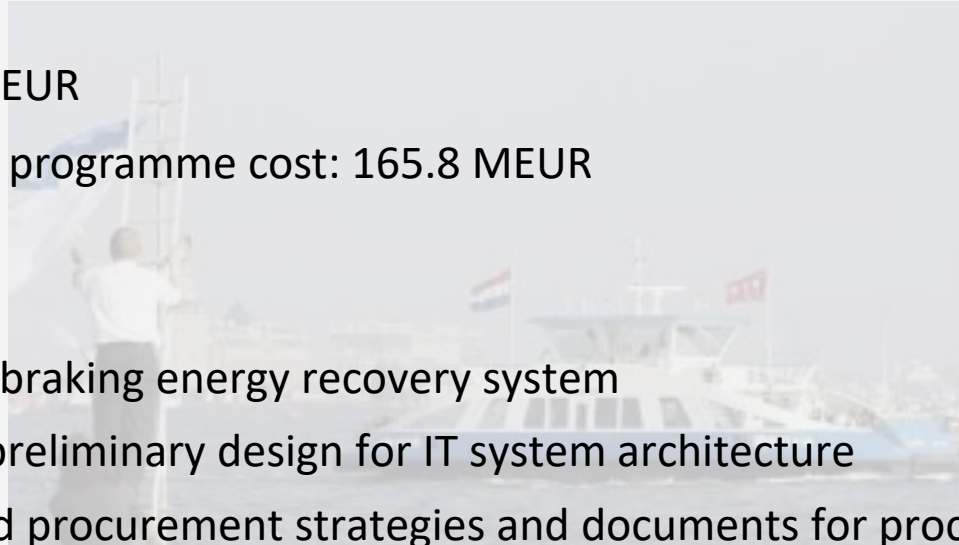 EUR
programme cost: 165.8 MEUR
braking energy recovery system
preliminary design for IT system architecture
procurement strategies and documents for